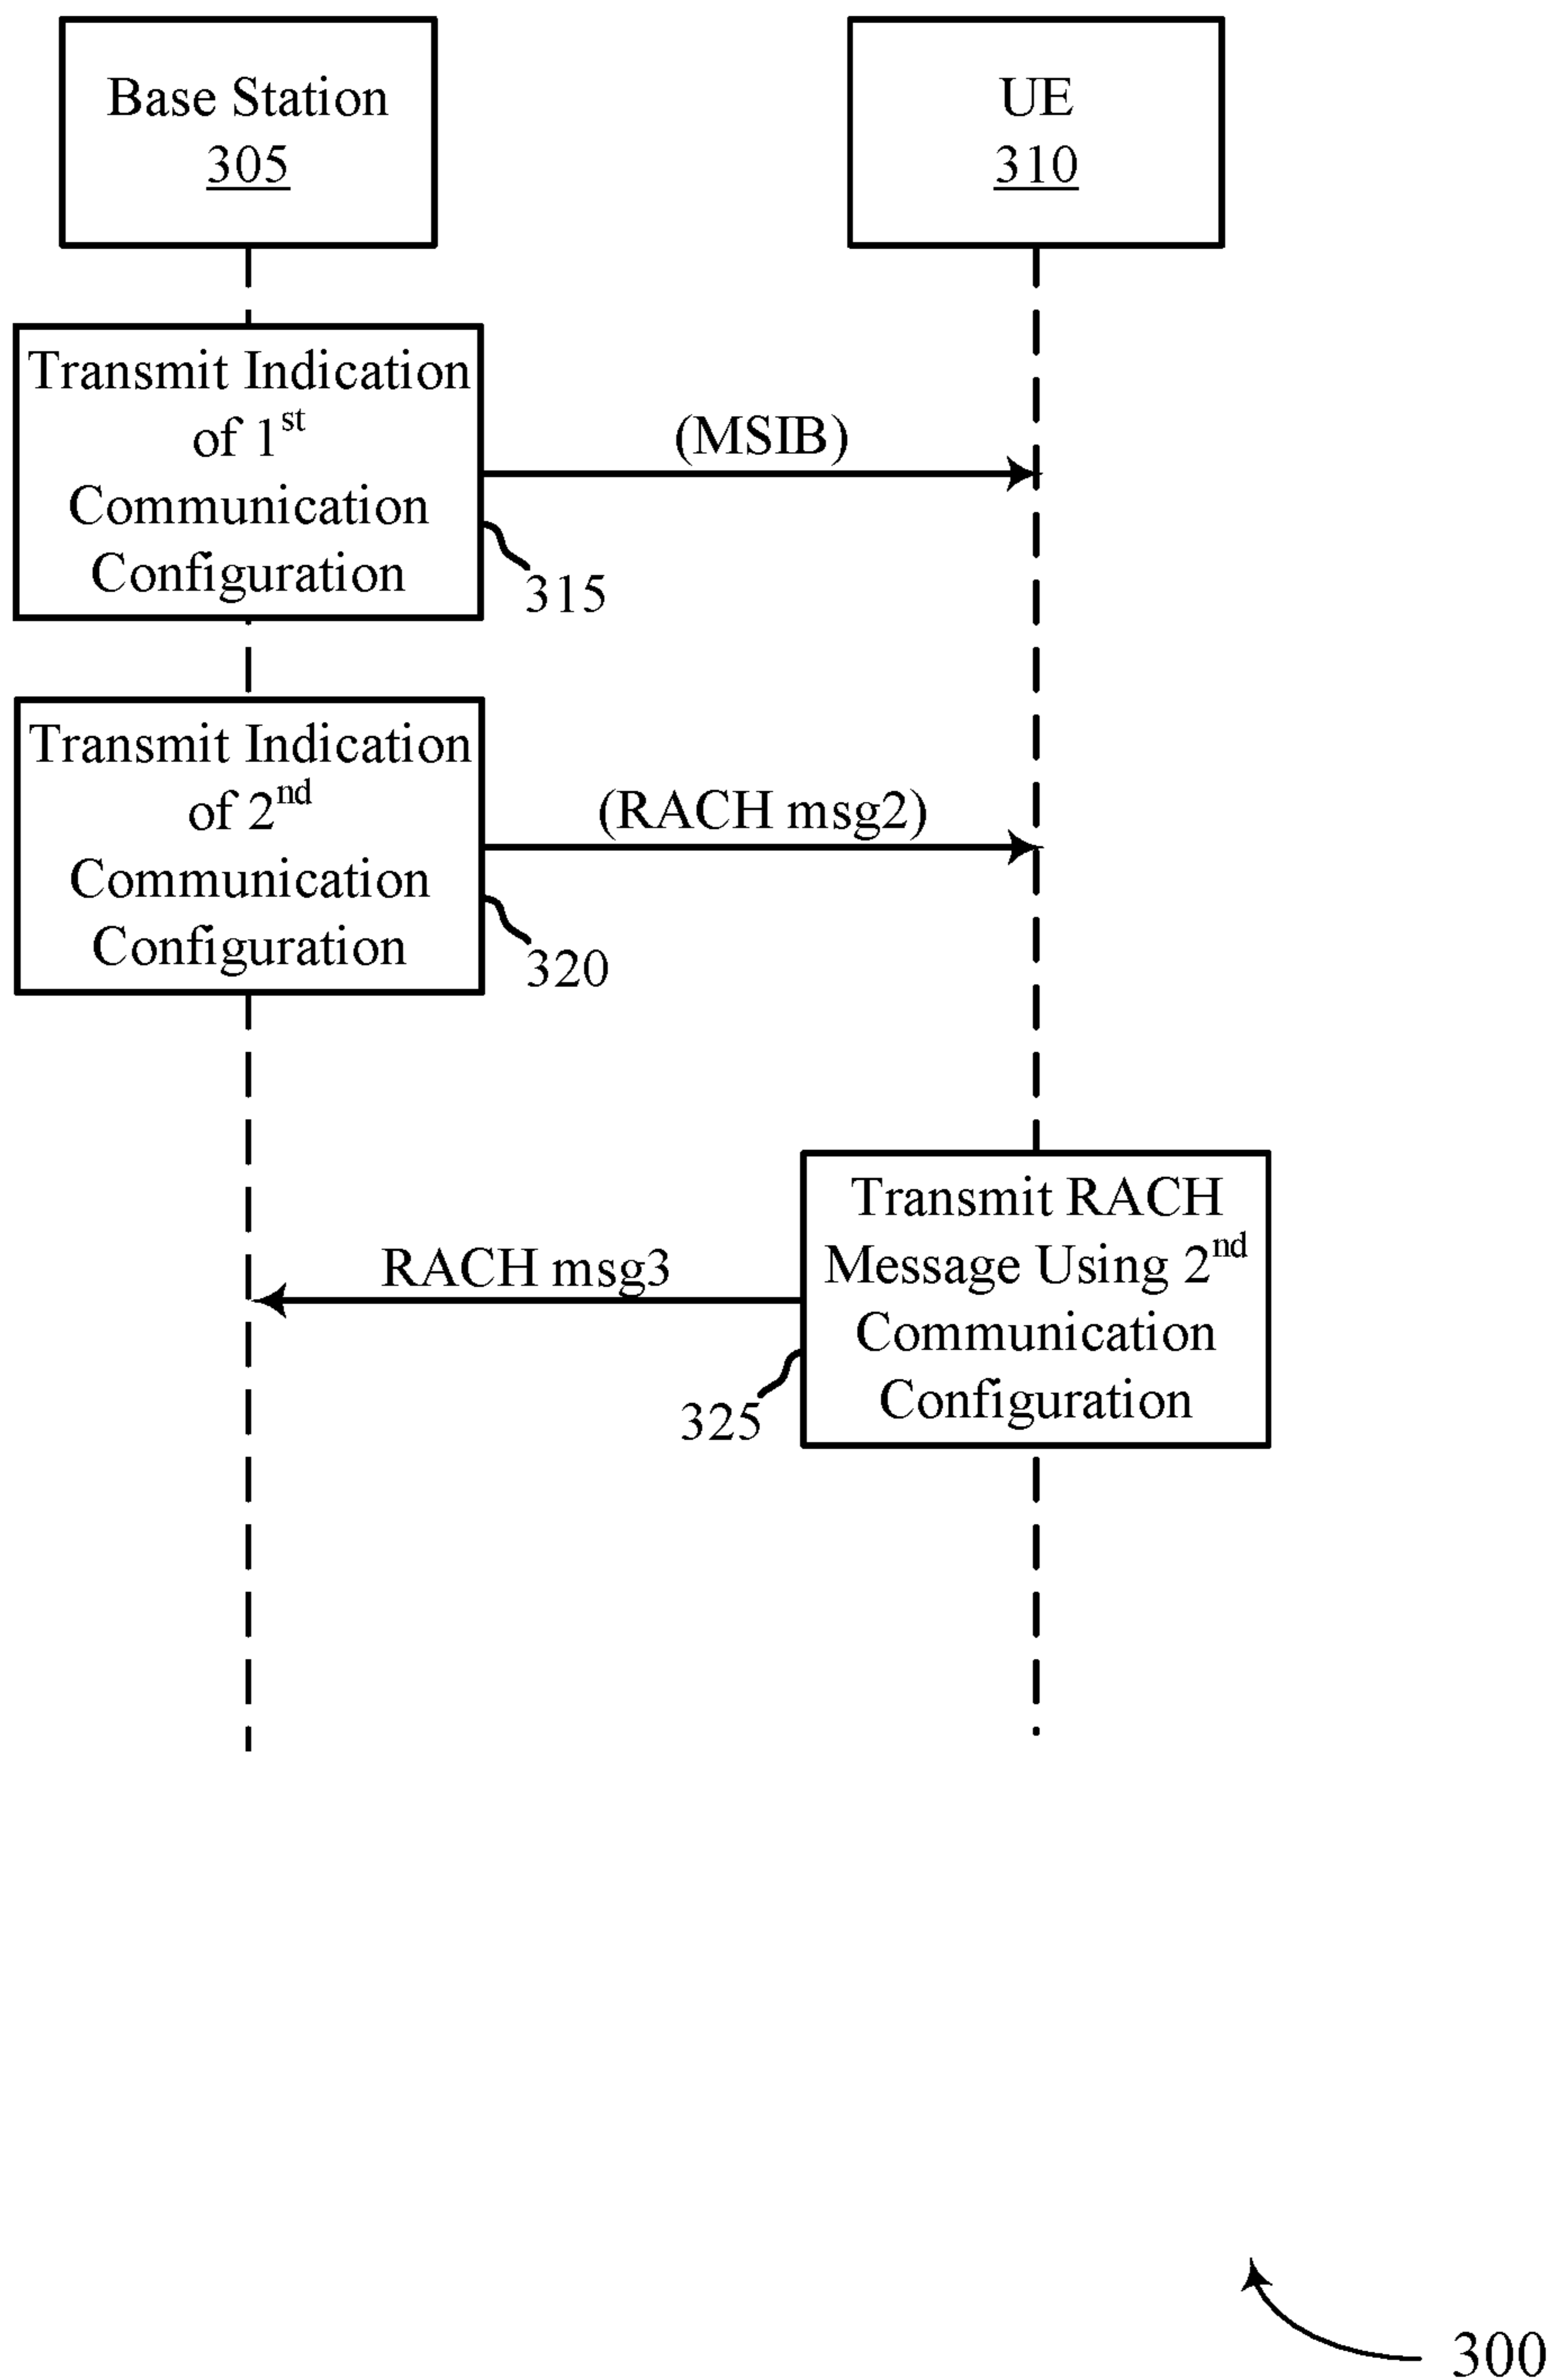 Base Station
305
UE
310
Transmit Indication
of 1st
Communication
Configuration
(MSIB)
315
Transmit Indication
of 2nd
Communication
Configuration
(RACH msg2)
320
Transmit RACH
Message Using 2nd
Communication
Configuration
RACH msg3
325
300